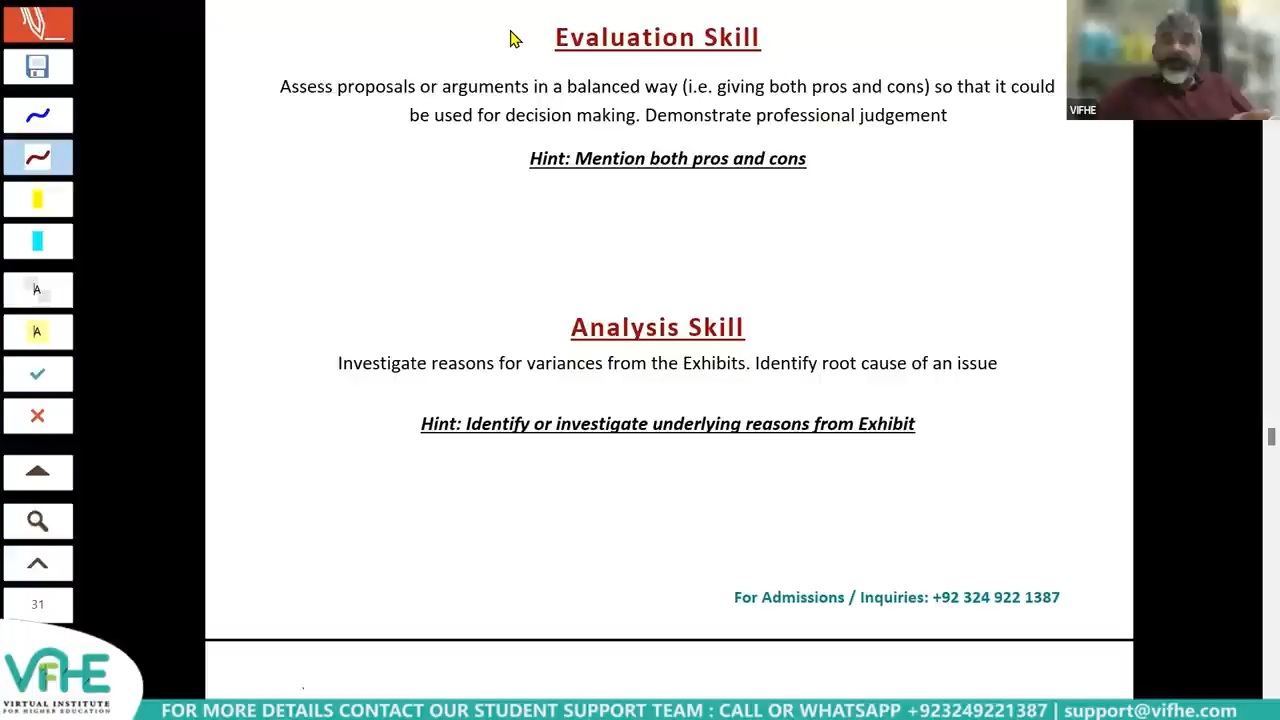 Evaluation Skill
Assess proposals or arguments in a balanced way (i.e. giving both pros and cons) so that it could
be used for decision making. Demonstrate professional judgement
Hint: Mention both pros and cons
VIFHE
A
A
Analysis Skill
Investigate reasons for variances from the Exhibits. Identify root cause of an issue
Hint: Identify or investigate underlying reasons from Exhibit
31
For Admissions / Inquiries: +92 324 922 1387
VIFHE
VIRTUAL INSTITUTE
FOR HIGHER EDUCATION
FOR MORE DETAILS CONTACT OUR STUDENT SUPPORT TEAM : CALL OR WHATSAPP +923249221387 | support@vifhe.com